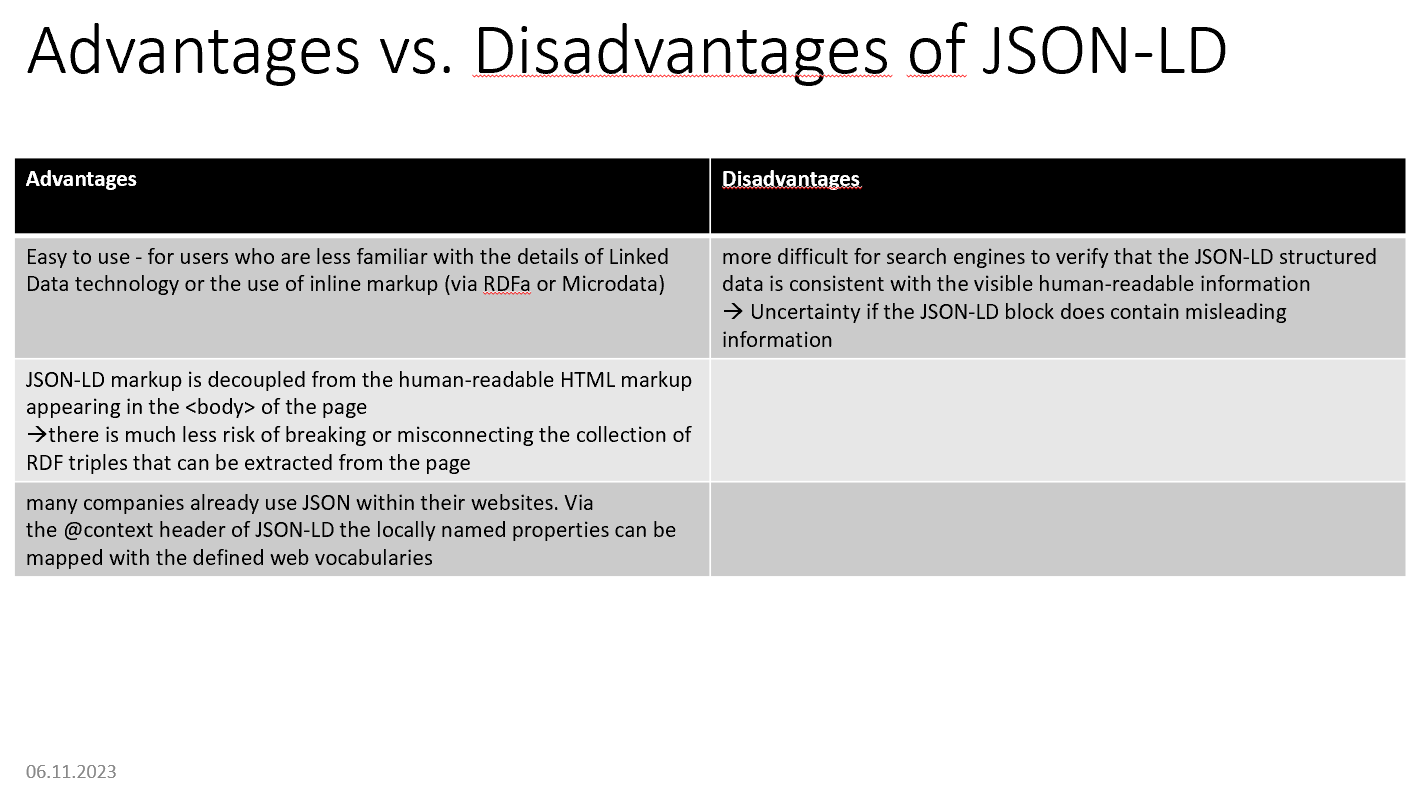 Advantages vs. Disadvantages of JSON-LD
Advantages
Disadvantages
Easy to use - for users who are less familiar with the details of Linked
Data technology or the use of inline markup (via RDFa or Microdata)
more difficult for search engines to verify that the JSON-LD structured
data is consistent with the visible human-readable information
→ Uncertainty if the JSON-LD block does contain misleading
information
JSON-LD markup is decoupled from the human-readable HTML markup
appearing in the <body> of the page
→there is much less risk of breaking or misconnecting the collection of
RDF triples that can be extracted from the page
many companies already use JSON within their websites. Via
the @context header of JSON-LD the locally named properties can be
mapped with the defined web vocabularies
06.11.2023